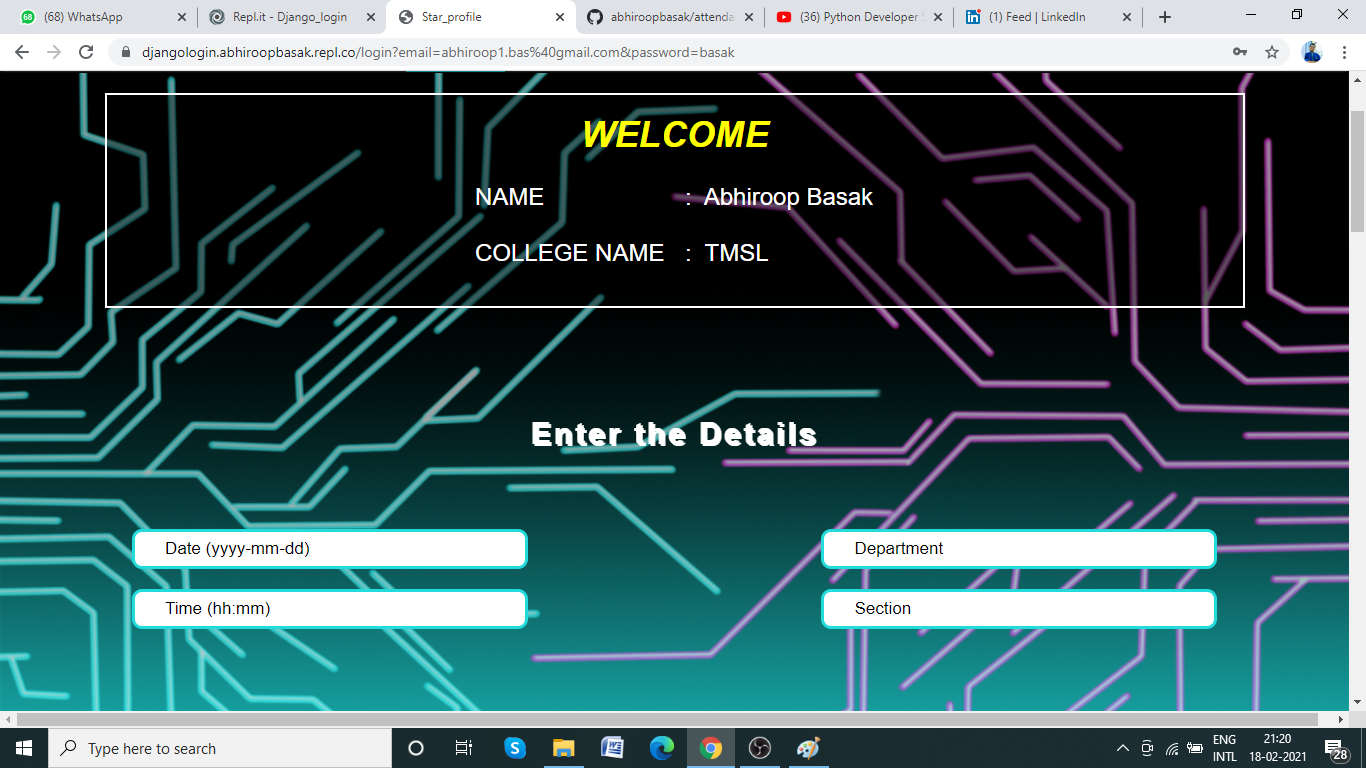 (68) WhatsApp
Repl.it - Django_login
Star_profile
abhiroopbasak/attenda
(36) Python Developer
(1) Feed | LinkedIn
djangologin.abhiroopbasak.repl.co/login?email=abhiroop1.bas%40gmail.com&password=basak
WELCOME
NAME : Abhiroop Basak
COLLEGE NAME : TMSL
Enter the Details
Date (yyyy-mm-dd)
Department
Time (hh:mm)
Section
Type here to search
ENG
INTL
21:20
18-02-2021
28